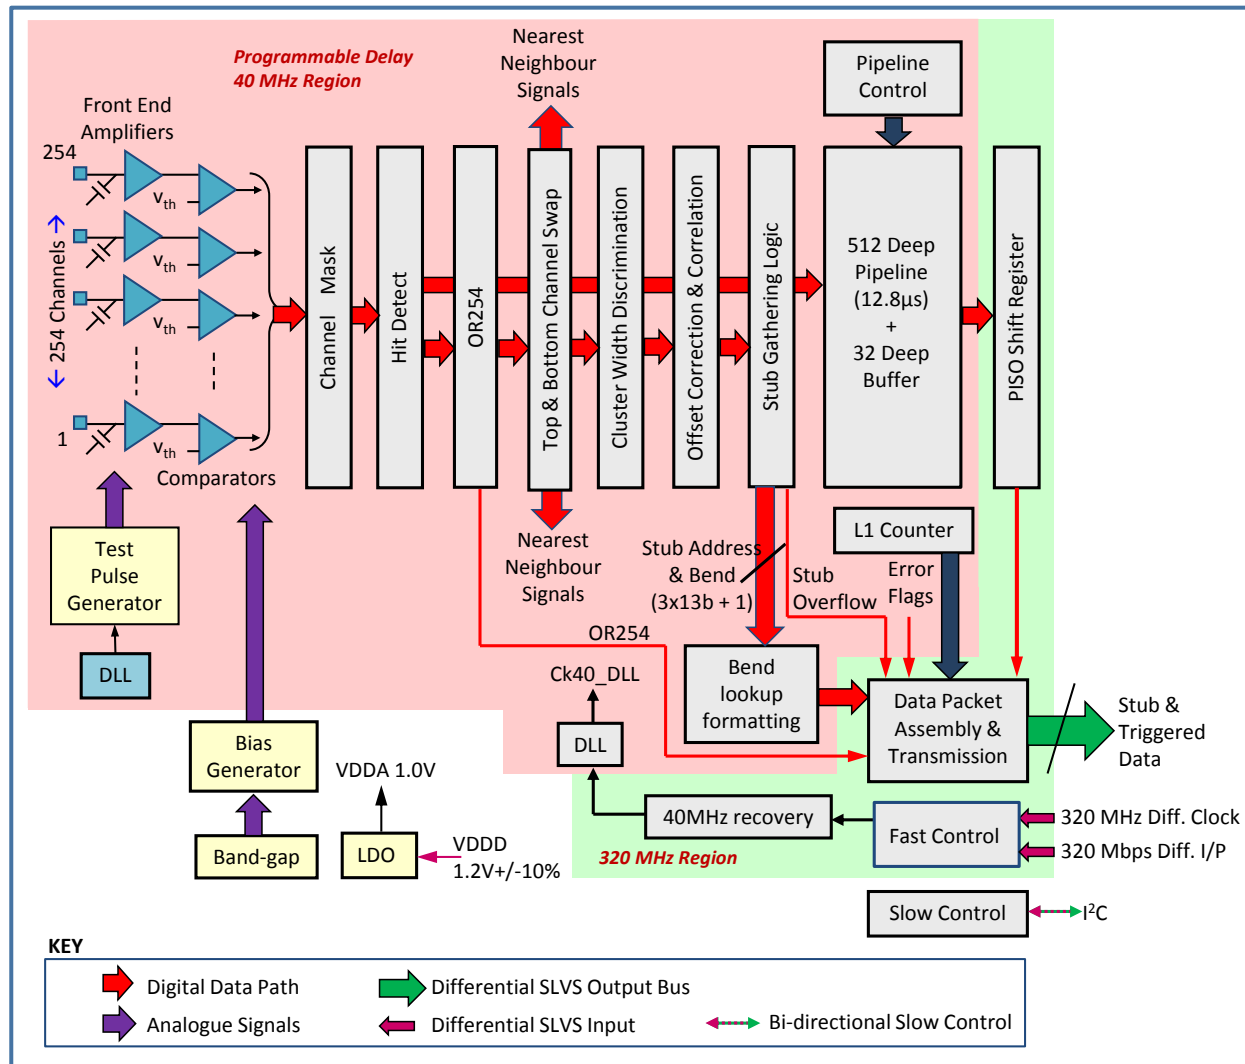 Programmable Delay
40 MHz Region
Nearest
Neighbour
Signals
Pipeline
Control
Front End
Amplifiers
254
Vth
Vth
Vth
Vth
← 254 Channels →
1
Comparators
Channel Mask
Hit Detect
OR254
Top & Bottom Channel Swap
Cluster Width Discrimination
Offset Correction & Correlation
Stub Gathering Logic
512 Deep
Pipeline
(12.8µs)
+
32 Deep
Buffer
PISO Shift Register
Test
Pulse
Generator
DLL
Nearest
Neighbour
Signals
Stub Address
& Bend
(3x13b + 1)
Stub
Overflow
Error
Flags
L1 Counter
OR254
Ck40_DLL
DLL
Bend
lookup
formatting
Data Packet
Assembly &
Transmission
Stub &
Triggered
Data
Bias
Generator
Band-gap
VDDA 1.0V
LDO
VDDD
1.2V+/-10%
40MHz recovery
Fast Control
320 MHz Diff. Clock
320 Mbps Diff. I/P
320 MHz Region
Slow Control
I²C
KEY
Digital Data Path
Differential SLVS Output Bus
Analogue Signals
Differential SLVS Input
Bi-directional Slow Control